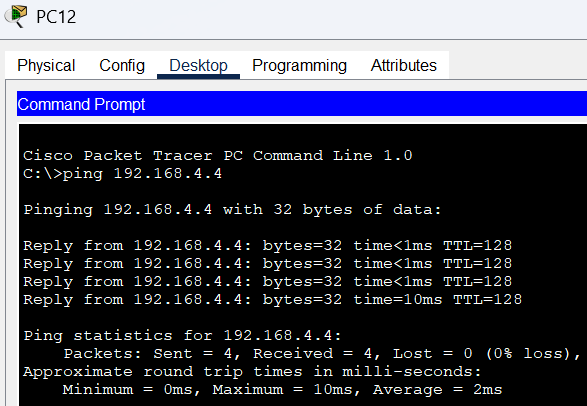 PC12
Physical Config Desktop Programming Attributes
Command Prompt
Cisco Packet Tracer PC Command Line 1.0
C:\>ping 192.168.4.4
Pinging 192.168.4.4 with 32 bytes of data:
Reply from 192.168.4.4: bytes=32 time<1ms TTL=128
Reply from 192.168.4.4: bytes=32 time<1ms TTL=128
Reply from 192.168.4.4: bytes=32 time<1ms TTL=128
Reply from 192.168.4.4: bytes=32 time=10ms TTL=128
Ping statistics for 192.168.4.4:
Packets: Sent = 4, Received = 4, Lost = 0 (0% loss),
Approximate round trip times in milli-seconds:
Minimum = 0ms, Maximum = 10ms, Average = 2ms